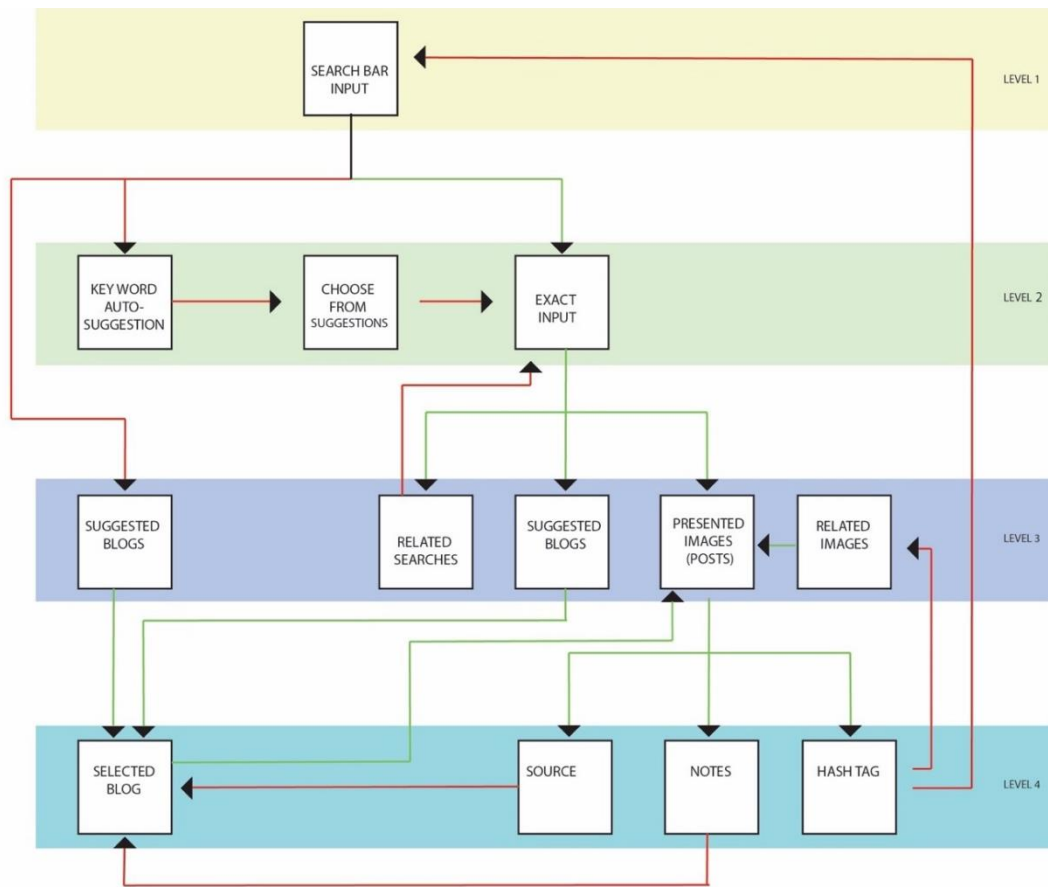 SEARCH BAR
INPUT
LEVEL 1
KEY WORD
AUTO-
SUGGESTION
CHOOSE
FROM
SUGGESTIONS
EXACT
INPUT
LEVEL 2
SUGGESTED
BLOGS
RELATED
SEARCHES
SUGGESTED
BLOGS
PRESENTED
IMAGES
(POSTS)
RELATED
IMAGES
LEVEL 3
SELECTED
BLOG
SOURCE
NOTES
HASH TAG
LEVEL 4